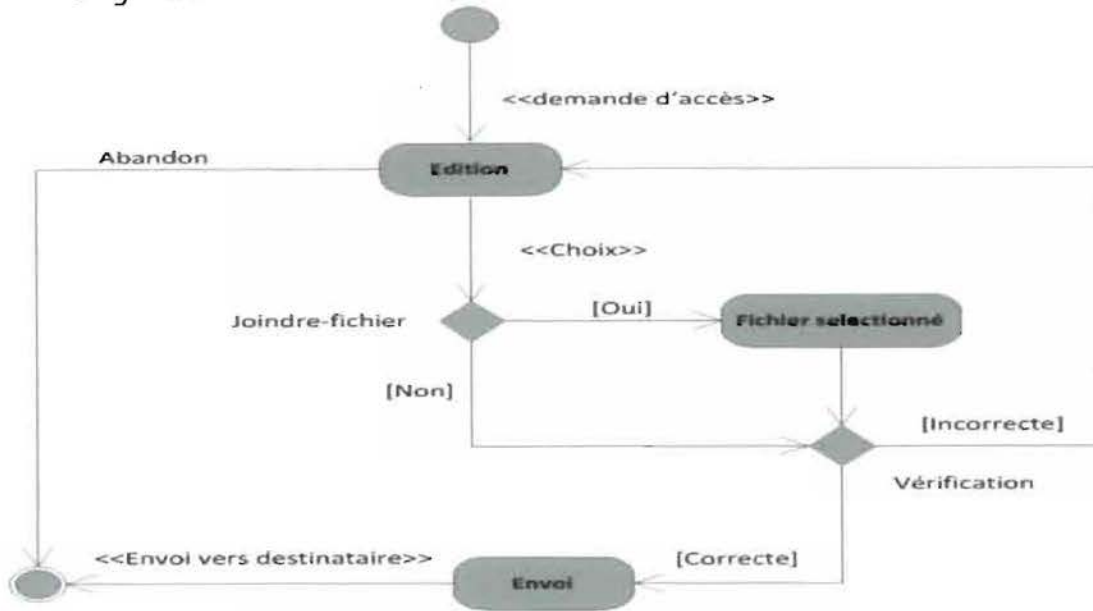 <<demande d'accès>>
Abandon
Edition
<<Choix>>
Joindre-fichier
[Oui]
Fichier selectionné
[Non]
[Incorrecte]
Vérification
<<Envoi vers destinataire>>
[Correcte]
Envoi